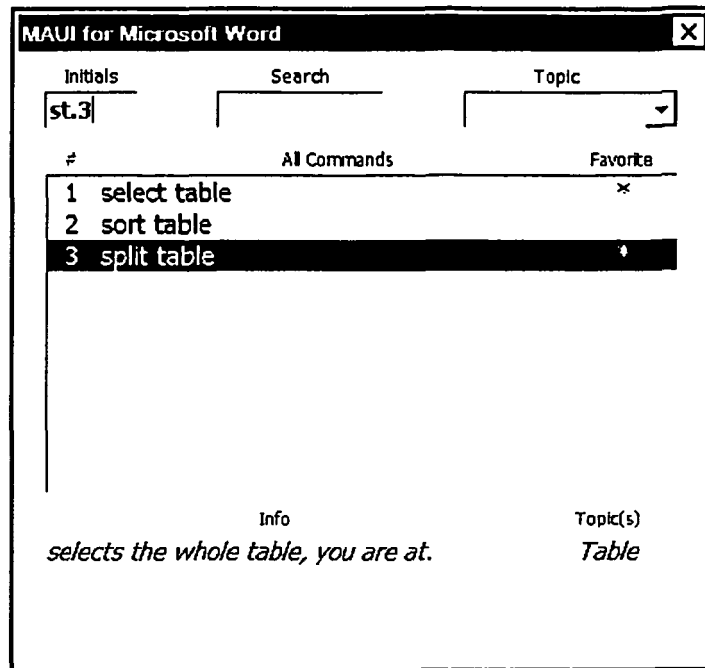 MAUI for Microsoft Word
Initials Search Topic
st.3
# All Commands Favorite
1 select table *
2 sort table
3 split table *
Info Topic(s)
selects the whole table, you are at. Table